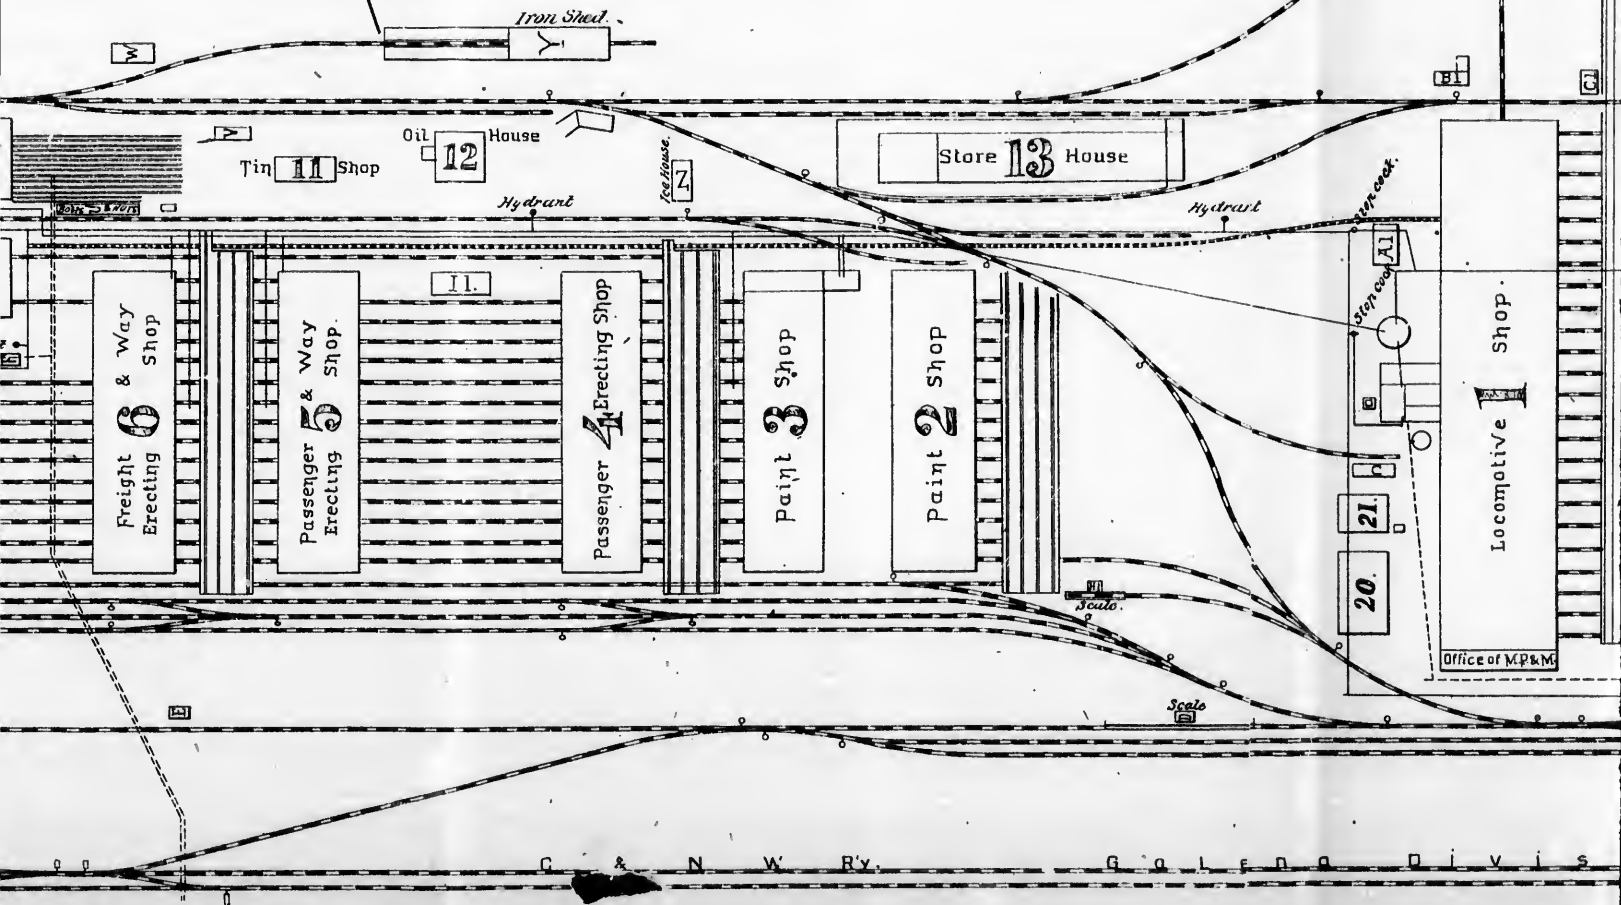 Iron Shed.
W
Y
B1
C1
V
Tin 11 Shop
Oil 12 House
Ice House.
Z
Store 13 House
Stop cock.
Hydrant
Hydrant
A1
Stop cock
I1.
Freight 6 & Way
Erecting Shop
Passenger 5 & Way
Erecting Shop.
Passenger 4 Erecting Shop
Paint 3 Shop
Paint 2 Shop
Locomotive 1 Shop.
21.
20.
H1
Scale.
Office of M.P.&M.
E
Scale
D
C & N W R'y. Galena Divis